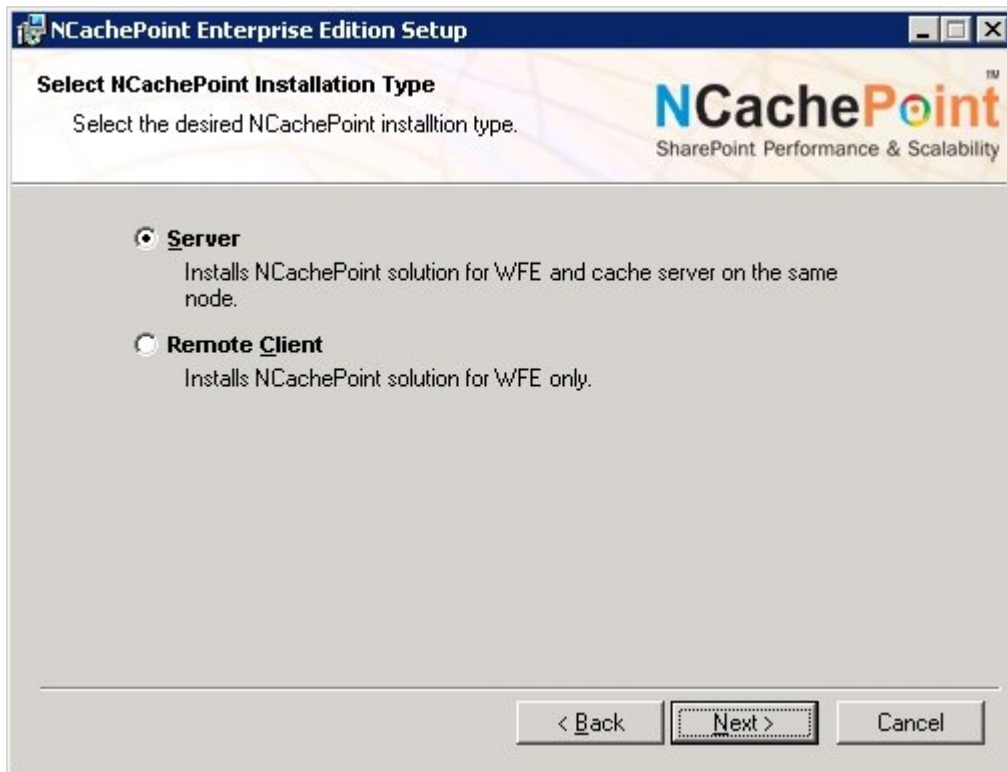 NCachePoint Enterprise Edition Setup
Select NCachePoint Installation Type
Select the desired NCachePoint installtion type.
NCachePoint TM
SharePoint Performance & Scalability
Server
Installs NCachePoint solution for WFE and cache server on the same
node.
Remote Client
Installs NCachePoint solution for WFE only.
< Back
Next >
Cancel